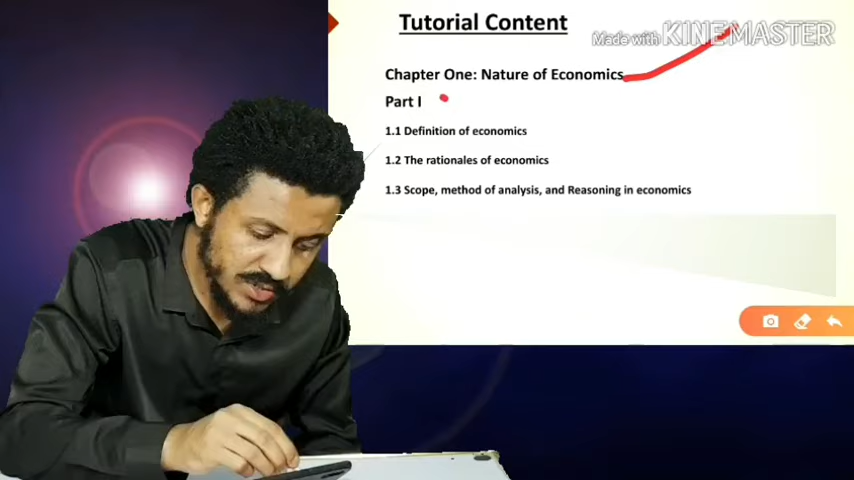 Tutorial Content
Made with KINEMASTER
Chapter One: Nature of Economics
Part I
1.1 Definition of economics
1.2 The rationales of economics
1.3 Scope, method of analysis, and Reasoning in economics